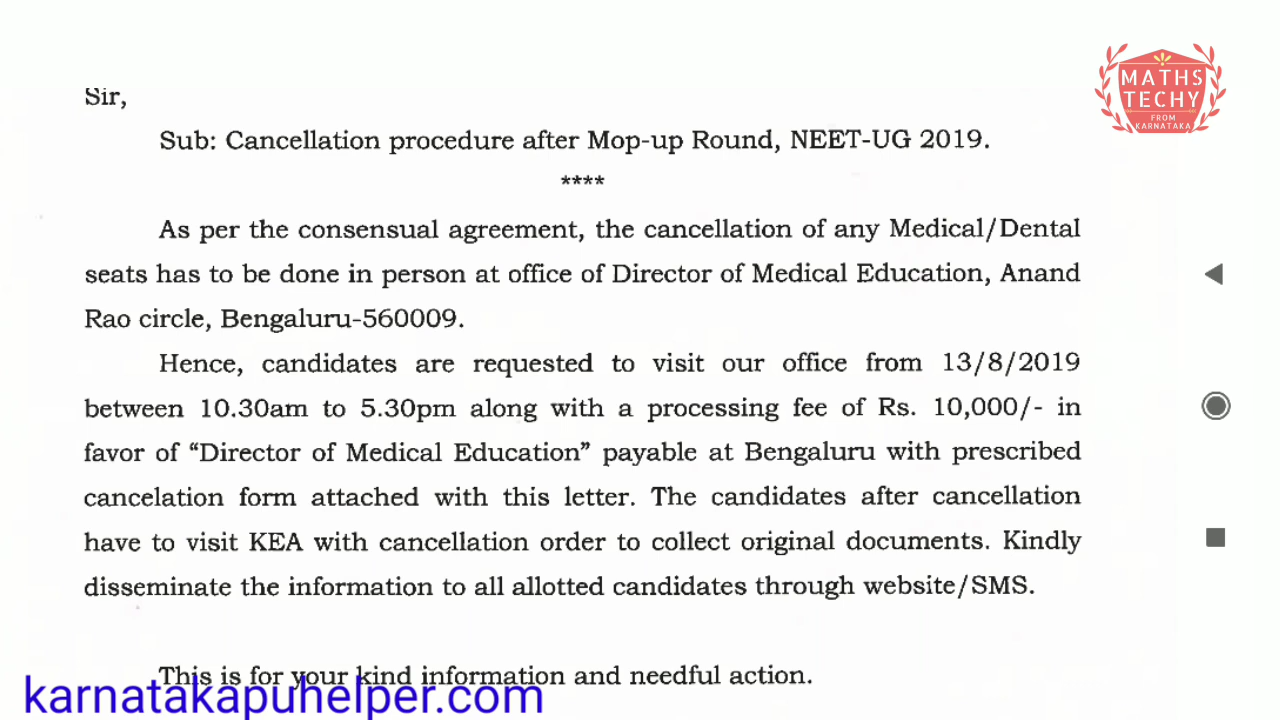 MATHS
TECHY
FROM
KARNATAKA
Sir,
Sub: Cancellation procedure after Mop-up Round, NEET-UG 2019.
****
As per the consensual agreement, the cancellation of any Medical/Dental
seats has to be done in person at office of Director of Medical Education, Anand
Rao circle, Bengaluru-560009.
Hence, candidates are requested to visit our office from 13/8/2019
between 10.30am to 5.30pm along with a processing fee of Rs. 10,000/- in
favor of “Director of Medical Education” payable at Bengaluru with prescribed
cancelation form attached with this letter. The candidates after cancellation
have to visit KEA with cancellation order to collect original documents. Kindly
disseminate the information to all allotted candidates through website/SMS.
This is for your kind information and needful action.
karnatakapuhelper.com